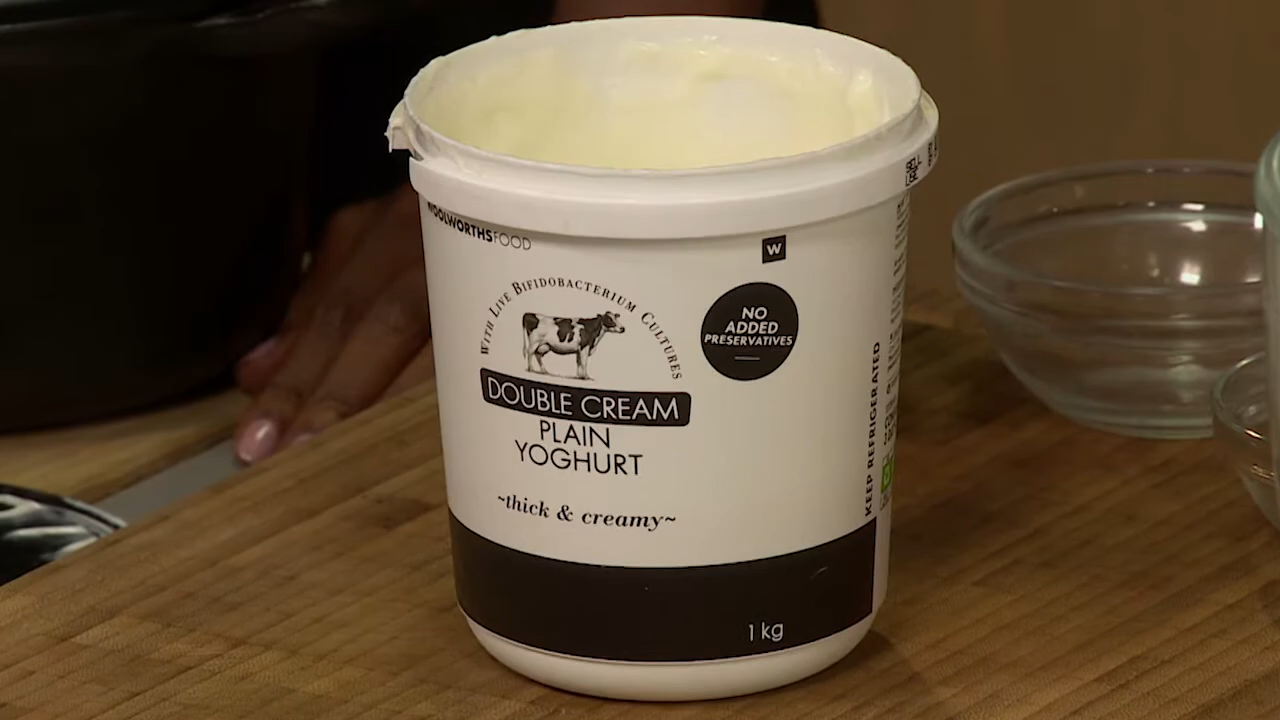 WOOLWORTHSFOOD
W
WITH LIVE BIFIDOBACTERIUM CULTURES
NO
ADDED
PRESERVATIVES
DOUBLE CREAM
PLAIN
YOGHURT
~thick & creamy~
KEEP REFRIGERATED
1 kg